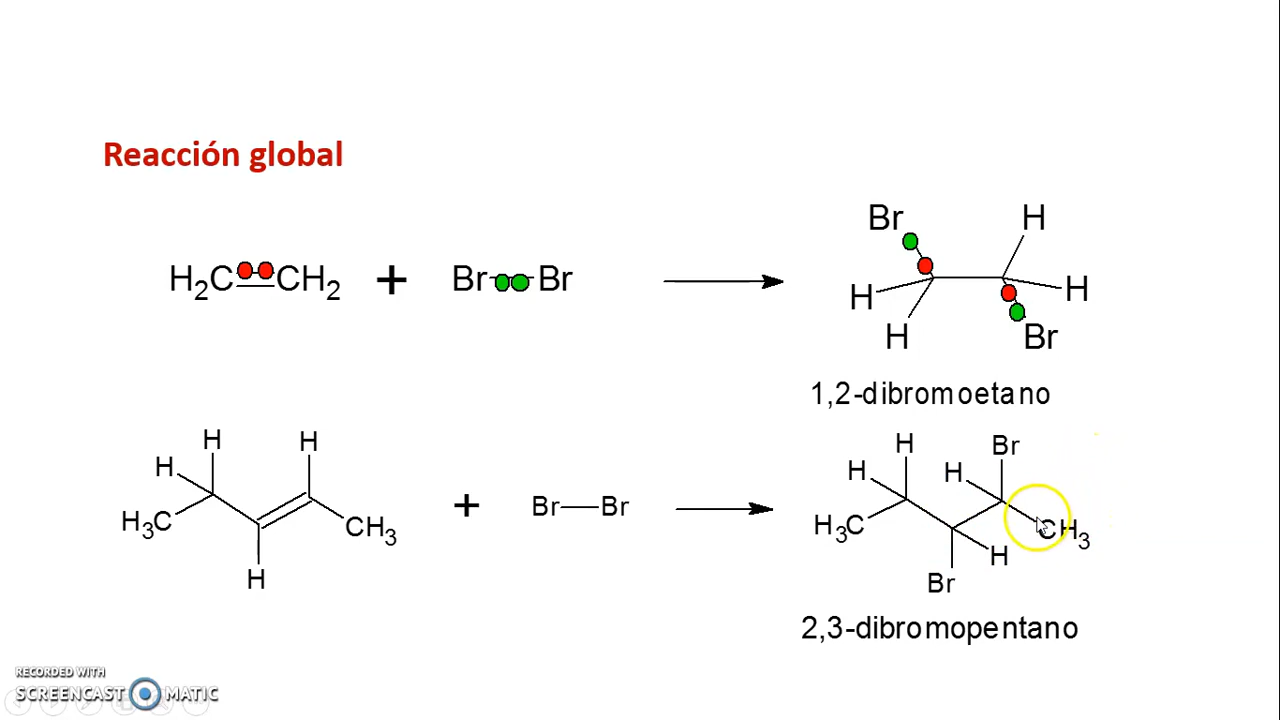 Reacción global
H₂C=CH₂ + Br—Br
Br H
H H
H Br
1,2-dibromoetano
H H
H
H₃C CH₃
H
+ Br—Br
H Br
H H
H₃C CH₃
H
Br
2,3-dibromopentano
RECORDED WITH
SCREENCAST MATIC